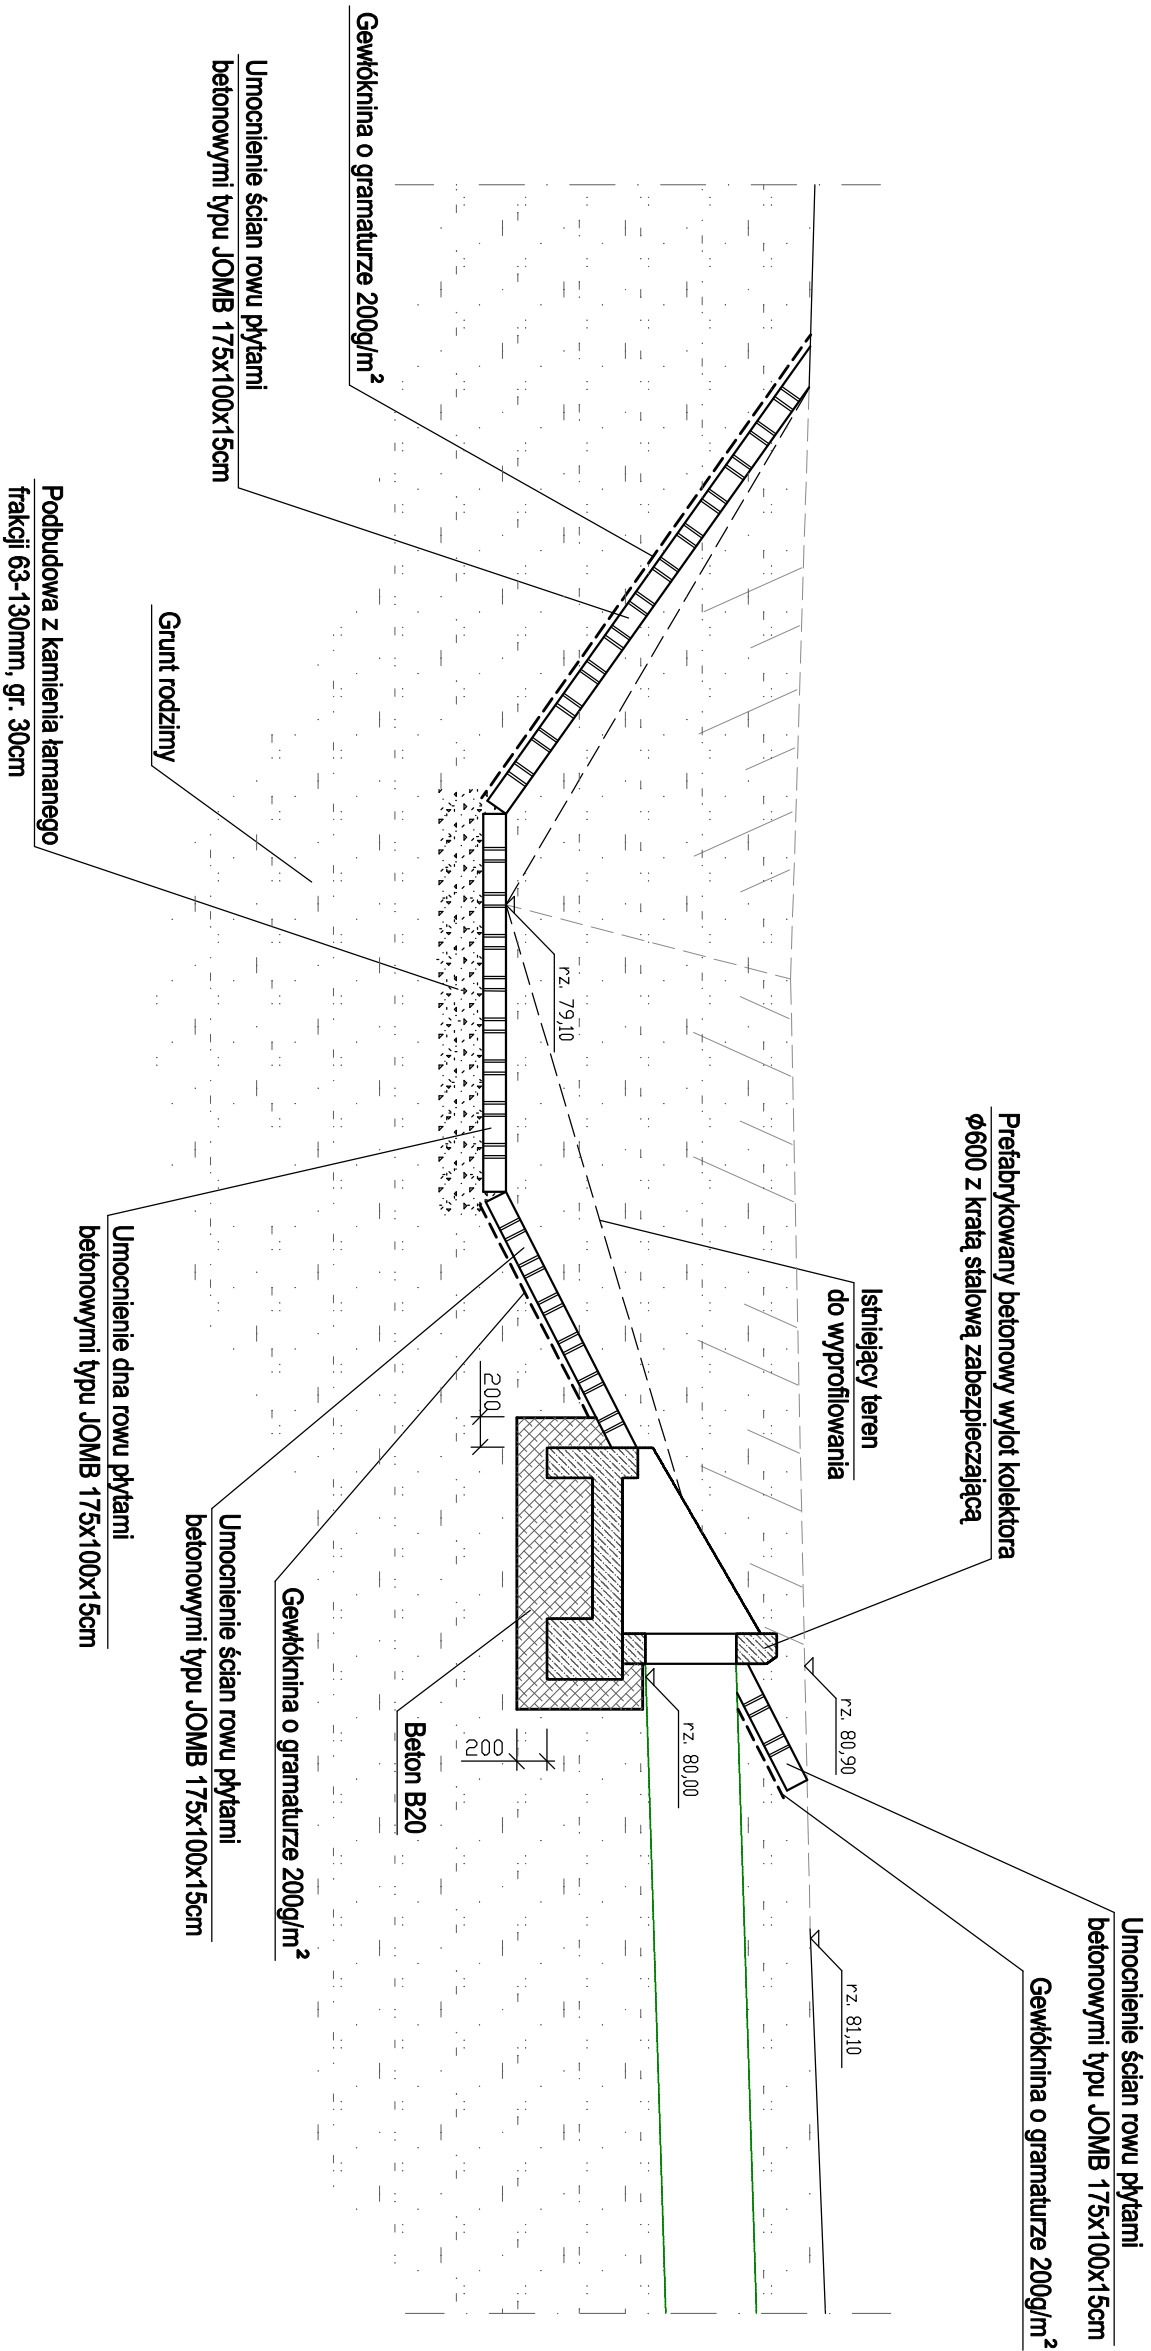 Gewłóknina o gramaturze 200g/m²
Umocnienie ścian rowu płytami
betonowymi typu JOMB 175x100x15cm
Podbudowa z kamienia łamanego
frakcji 63-130mm, gr. 30cm
Grunt rodzimy
rz. 79,10
Umocnienie dna rowu płytami
betonowymi typu JOMB 175x100x15cm
Prefabrykowany betonowy wylot kolektora
Ø600 z kratą stalową zabezpieczającą
Istniejący teren
do wyprofilowania
200
Umocnienie ścian rowu płytami
betonowymi typu JOMB 175x100x15cm
Gewłóknina o gramaturze 200g/m²
Beton B20
200
rz. 80,00
rz. 80,90
rz. 81,10
Umocnienie ścian rowu płytami
betonowymi typu JOMB 175x100x15cm
Gewłóknina o gramaturze 200g/m²